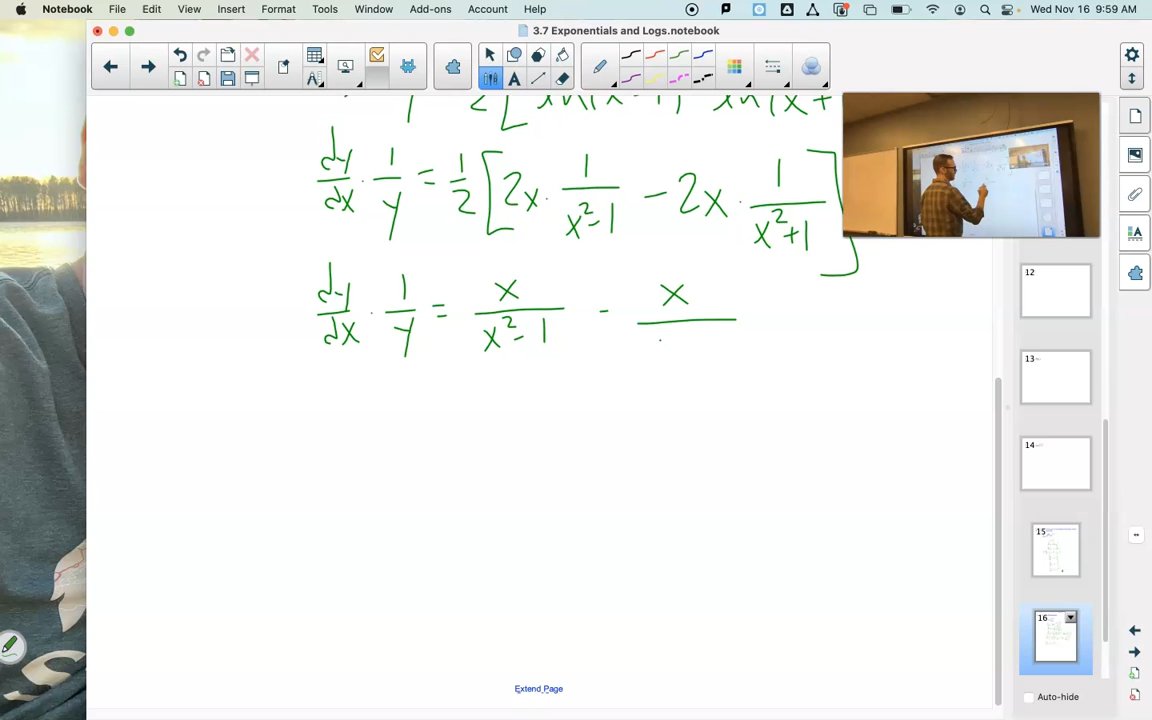 Notebook File Edit View Insert Format Tools Window Add-ons Account Help Wed Nov 16 9:59 AM
3.7 Exponentials and Logs.notebook
dy/dx · 1/y = 1/2 [2x · 1/(x²-1) - 2x · 1/(x²+1)]
dy/dx · 1/y = x/(x²-1) - x/
12
13
14
15
16
Extend Page
Auto-hide